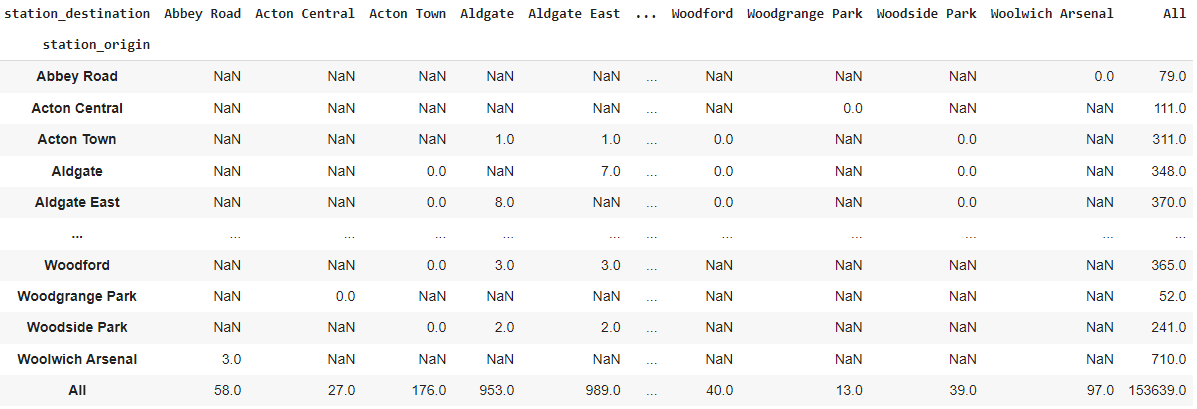 station_destination Abbey Road Acton Central Acton Town Aldgate Aldgate East ... Woodford Woodgrange Park Woodside Park Woolwich Arsenal All
station_origin
Abbey Road NaN NaN NaN NaN NaN ... NaN NaN NaN 0.0 79.0
Acton Central NaN NaN NaN NaN NaN ... NaN 0.0 NaN NaN 111.0
Acton Town NaN NaN NaN 1.0 1.0 ... 0.0 NaN 0.0 NaN 311.0
Aldgate NaN NaN 0.0 NaN 7.0 ... 0.0 NaN 0.0 NaN 348.0
Aldgate East NaN NaN 0.0 8.0 NaN ... 0.0 NaN 0.0 NaN 370.0
... ... ... ... ... ... ... ... ... ... ... ...
Woodford NaN NaN 0.0 3.0 3.0 ... NaN NaN NaN NaN 365.0
Woodgrange Park NaN 0.0 NaN NaN NaN ... NaN NaN NaN NaN 52.0
Woodside Park NaN NaN 0.0 2.0 2.0 ... NaN NaN NaN NaN 241.0
Woolwich Arsenal 3.0 NaN NaN NaN NaN ... NaN NaN NaN NaN 710.0
All 58.0 27.0 176.0 953.0 989.0 ... 40.0 13.0 39.0 97.0 153639.0